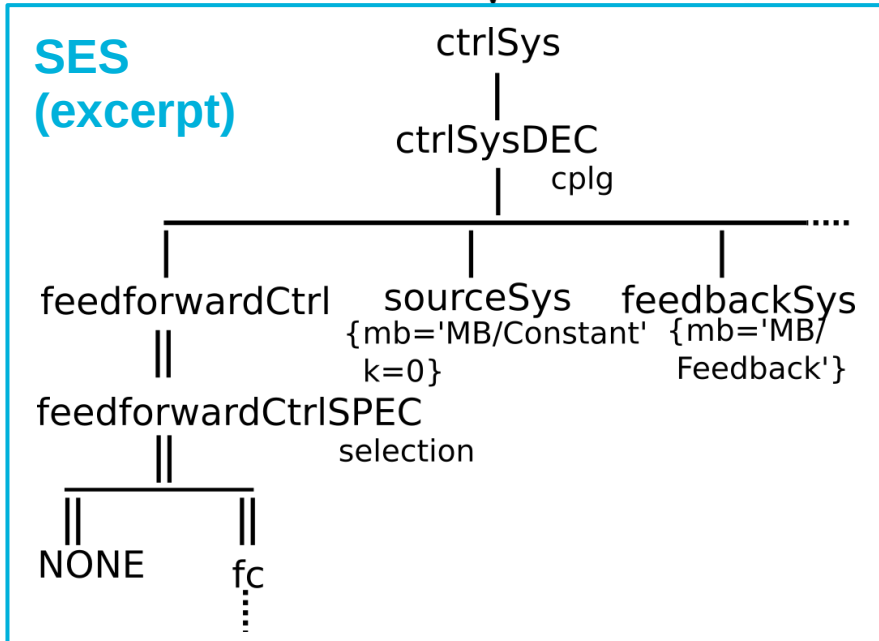 SES
(excerpt)
ctrlSys
ctrlSysDEC
cplg
feedforwardCtrl
sourceSys
{mb='MB/Constant'
k=0}
feedbackSys
{mb='MB/
Feedback'}
feedforwardCtrlSPEC
selection
NONE
fc